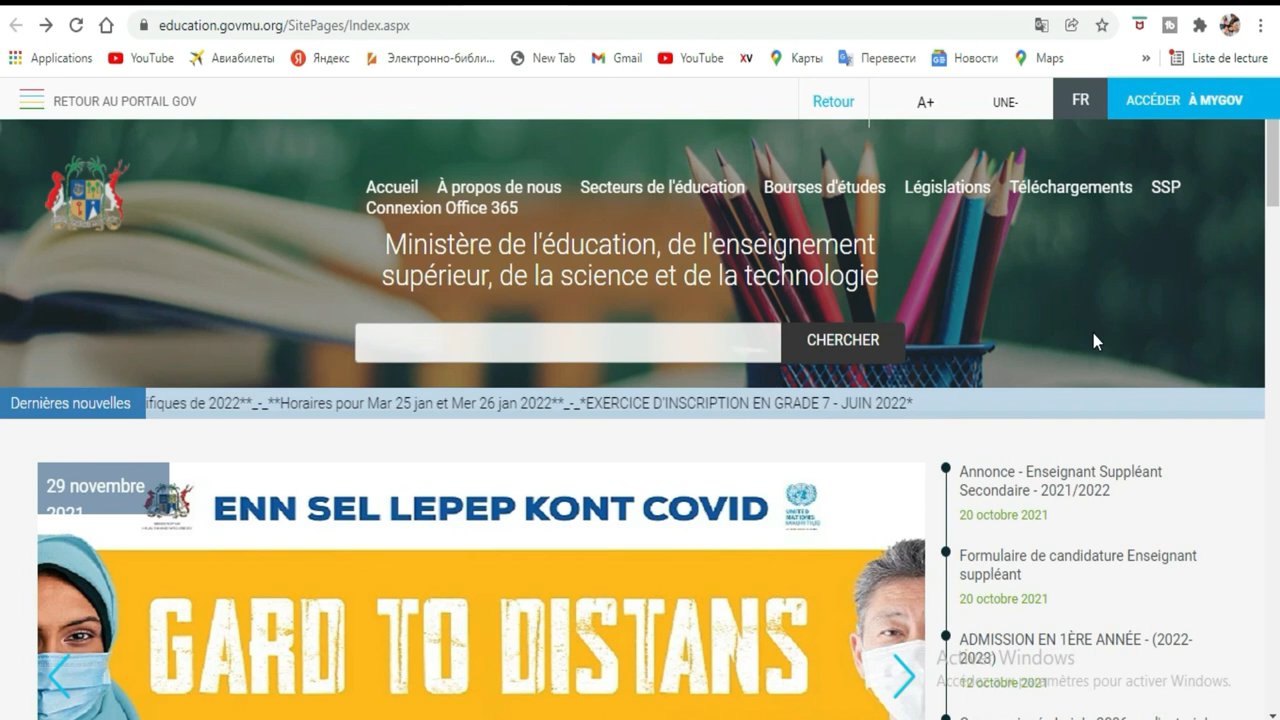 education.govmu.org/SitePages/Index.aspx
Applications YouTube Авиабилеты Яндекс Электронно-библи... New Tab Gmail YouTube XV Карты Перевести Новости Maps » Liste de lecture
RETOUR AU PORTAIL GOV Retour A+ UNE- FR ACCÉDER À MYGOV
Accueil À propos de nous Secteurs de l'éducation Bourses d'études Législations Téléchargements SSP
Connexion Office 365
Ministère de l'éducation, de l'enseignement
supérieur, de la science et de la technologie
CHERCHER
Dernières nouvelles ifiques de 2022**_-_**Horaires pour Mar 25 jan et Mer 26 jan 2022**_-_*EXERCICE D'INSCRIPTION EN GRADE 7 - JUIN 2022*
29 novembre
2021
ENN SEL LEPEP KONT COVID
UNITED
NATIONS
GARD TO DISTANS
Annonce - Enseignant Suppléant
Secondaire - 2021/2022
20 octobre 2021
Formulaire de candidature Enseignant
suppléant
20 octobre 2021
ADMISSION EN 1ÈRE ANNÉE - (2022-
2023)
12 octobre 2021
Windows
paramètres pour activer Windows.